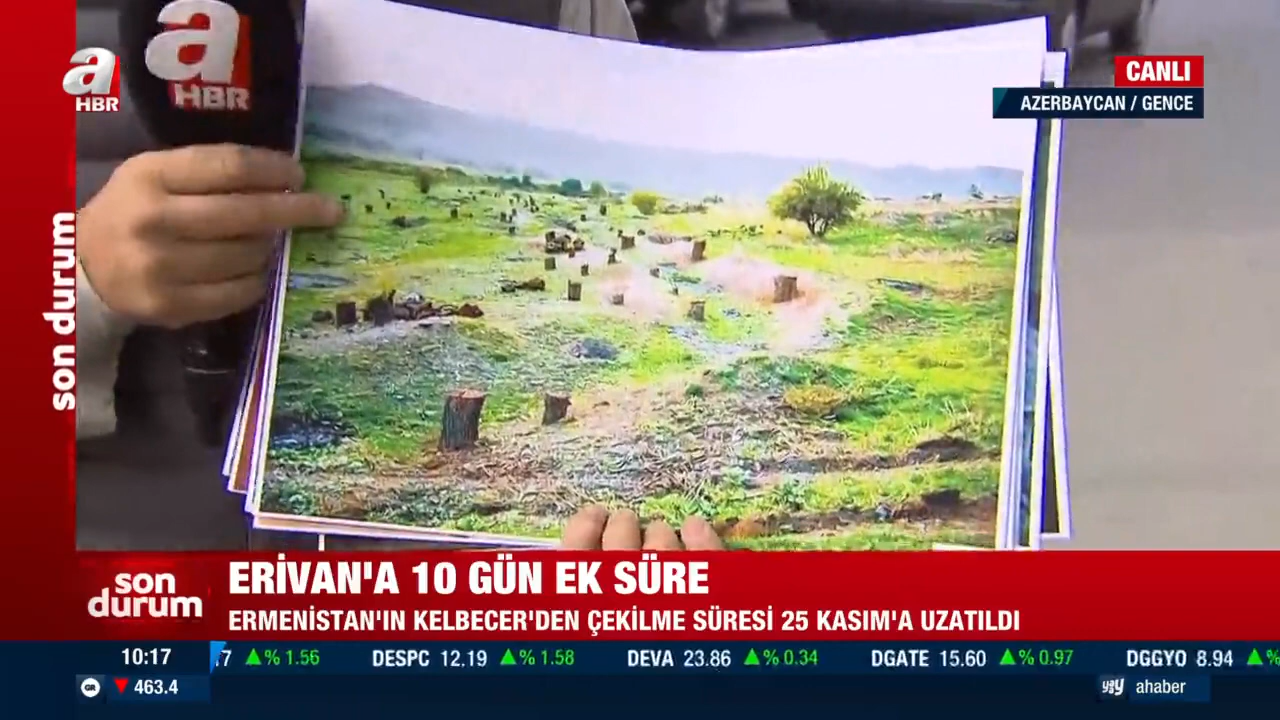 a
HBR
a
HBR
CANLI
AZERBAYCAN / GENCE
son durum
son
durum
ERİVAN'A 10 GÜN EK SÜRE
ERMENİSTAN'IN KELBECER'DEN ÇEKİLME SÜRESİ 25 KASIM'A UZATILDI
10:17
7 ▲% 1.56 DESPC 12.19 ▲% 1.58 DEVA 23.86 ▲% 0.34 DGATE 15.60 ▲% 0.97 DGGYO 8.94 ▲%
GR ▼ 463.4
ahaber